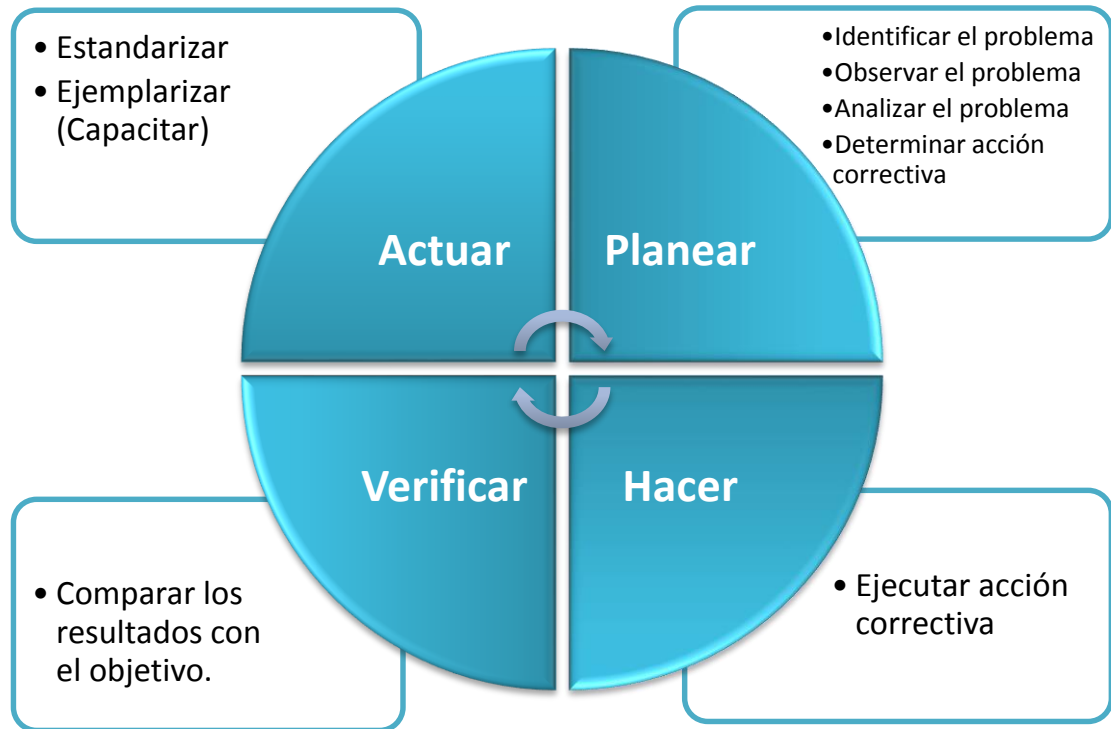 • Estandarizar
• Ejemplarizar
(Capacitar)
•Identificar el problema
•Observar el problema
•Analizar el problema
•Determinar acción
correctiva
Actuar
Planear
Verificar
Hacer
• Comparar los
resultados con
el objetivo.
• Ejecutar acción
correctiva